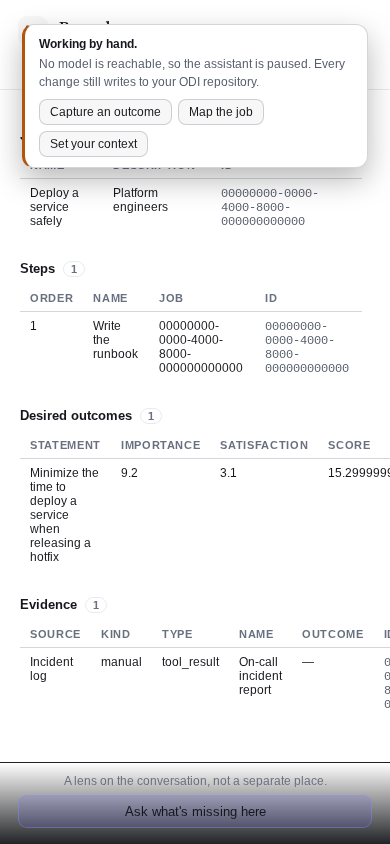 Working by hand.
No model is reachable, so the assistant is paused. Every
change still writes to your ODI repository.
Capture an outcome Map the job
Set your context
Deploy a service safely Platform engineers 00000000-0000-4000-8000-000000000000
Steps 1
ORDER NAME JOB ID
1 Write the runbook 00000000-0000-4000-8000-000000000000 00000000-0000-4000-8000-000000000000
Desired outcomes 1
STATEMENT IMPORTANCE SATISFACTION SCORE
Minimize the time to deploy a service when releasing a hotfix 9.2 3.1 15.2999999
Evidence 1
SOURCE KIND TYPE NAME OUTCOME
Incident log manual tool_result On-call incident report —
A lens on the conversation, not a separate place.
Ask what's missing here